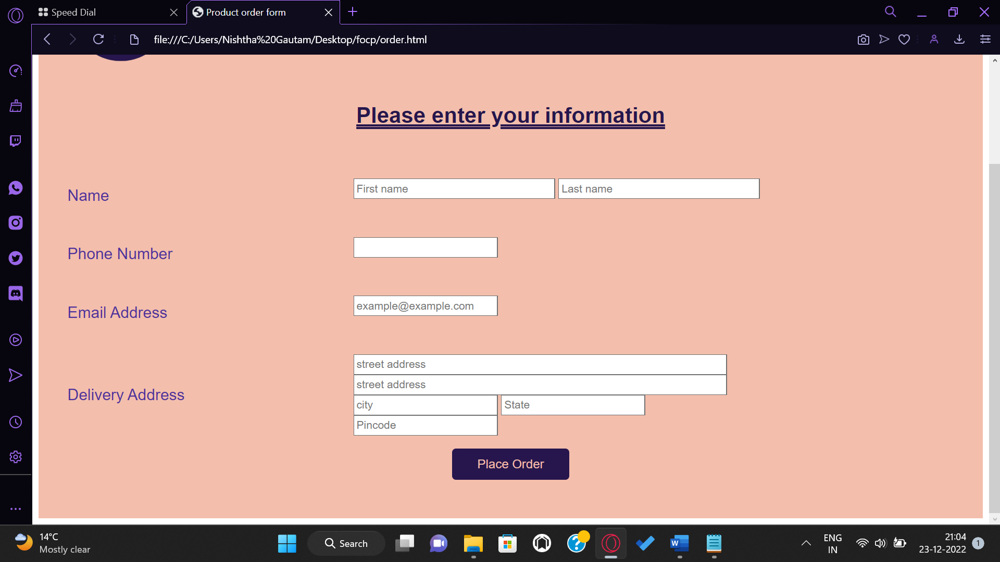 Speed Dial
Product order form
file:///C:/Users/Nishtha%20Gautam/Desktop/focp/order.html
Please enter your information
Name
First name
Last name
Phone Number
Email Address
example@example.com
Delivery Address
street address
street address
city
State
Pincode
Place Order
14°C
Mostly clear
Search
W
ENG
IN
21:04
23-12-2022
1